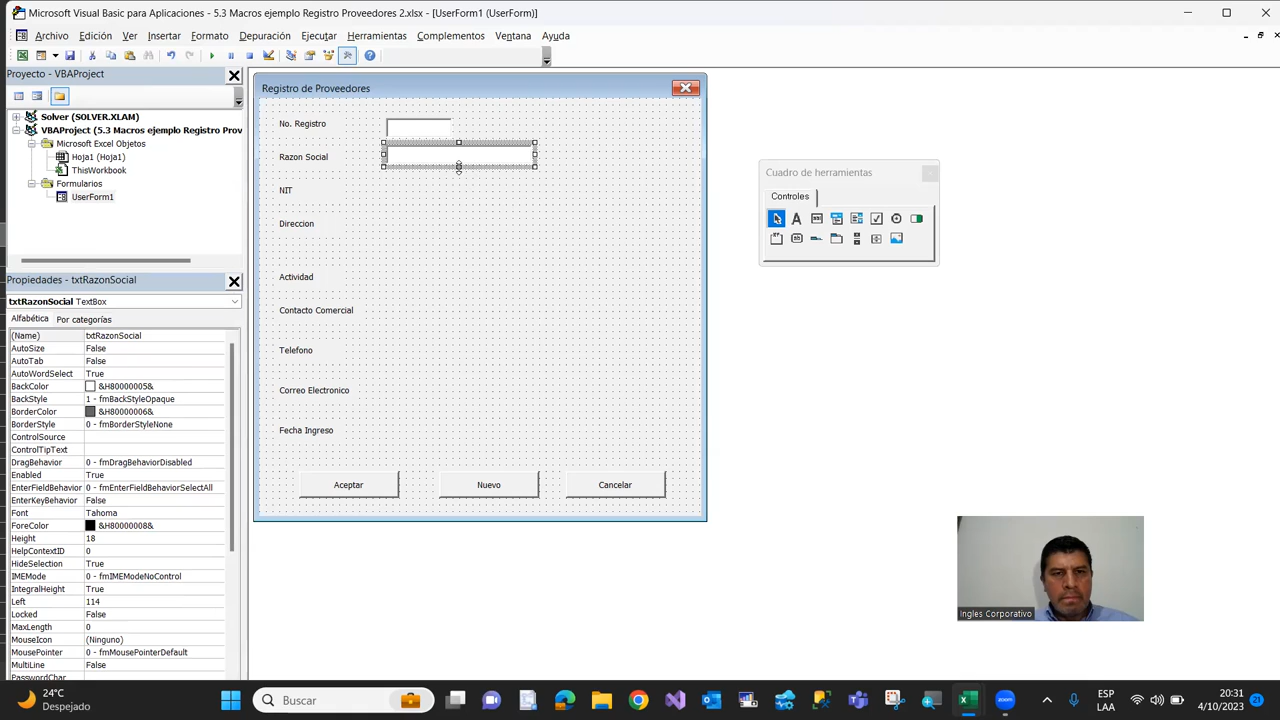 Microsoft Visual Basic para Aplicaciones - 5.3 Macros ejemplo Registro Proveedores 2.xlsx - [UserForm1 (UserForm)]
Archivo Edición Ver Insertar Formato Depuración Ejecutar Herramientas Complementos Ventana Ayuda
Proyecto - VBAProject
Solver (SOLVER.XLAM)
VBAProject (5.3 Macros ejemplo Registro Prov
Microsoft Excel Objetos
Hoja1 (Hoja1)
ThisWorkbook
Formularios
UserForm1
Propiedades - txtRazonSocial
txtRazonSocial TextBox
Alfabética Por categorías
(Name) txtRazonSocial
AutoSize False
AutoTab False
AutoWordSelect True
BackColor &H80000005&
BackStyle 1 - fmBackStyleOpaque
BorderColor &H80000006&
BorderStyle 0 - fmBorderStyleNone
ControlSource
ControlTipText
DragBehavior 0 - fmDragBehaviorDisabled
Enabled True
EnterFieldBehavior 0 - fmEnterFieldBehaviorSelectAll
EnterKeyBehavior False
Font Tahoma
ForeColor &H80000008&
Height 18
HelpContextID 0
HideSelection True
IMEMode 0 - fmIMEModeNoControl
IntegralHeight True
Left 114
Locked False
MaxLength 0
MouseIcon (Ninguno)
MousePointer 0 - fmMousePointerDefault
MultiLine False
PasswordChar
Registro de Proveedores
No. Registro
Razon Social
NIT
Direccion
Actividad
Contacto Comercial
Telefono
Correo Electronico
Fecha Ingreso
Aceptar Nuevo Cancelar
Cuadro de herramientas
Controles
Ingles Corporativo
24°C
Despejado
Buscar
ESP
LAA
20:31
4/10/2023